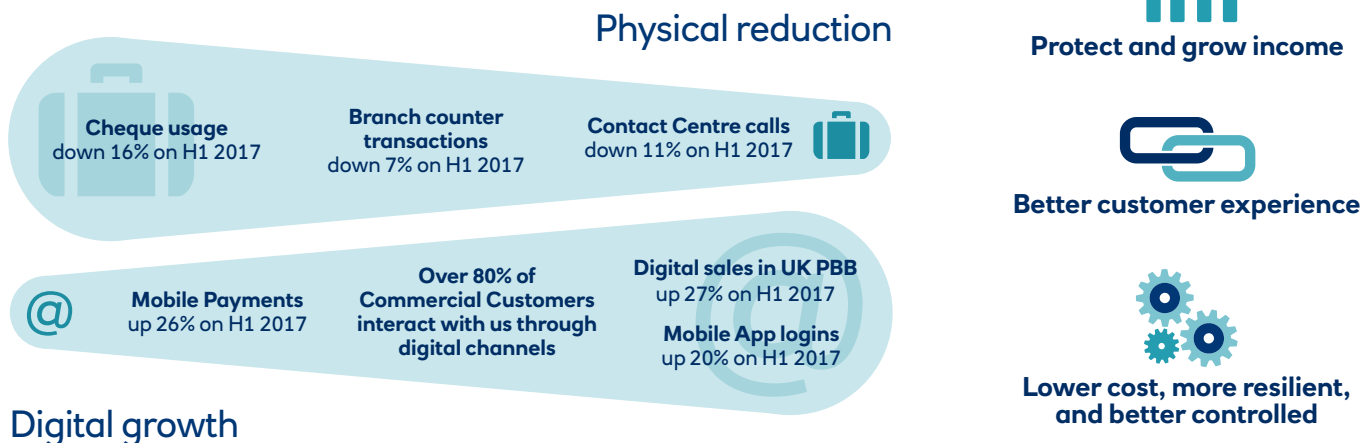 Physical reduction
Cheque usage
down 16% on H1 2017
Branch counter
transactions
down 7% on H1 2017
Contact Centre calls
down 11% on H1 2017
@
Mobile Payments
up 26% on H1 2017
Over 80% of
Commercial Customers
interact with us through
digital channels
@
Digital sales in UK PBB
up 27% on H1 2017
Mobile App logins
up 20% on H1 2017
Digital growth
Protect and grow income
Better customer experience
Lower cost, more resilient,
and better controlled